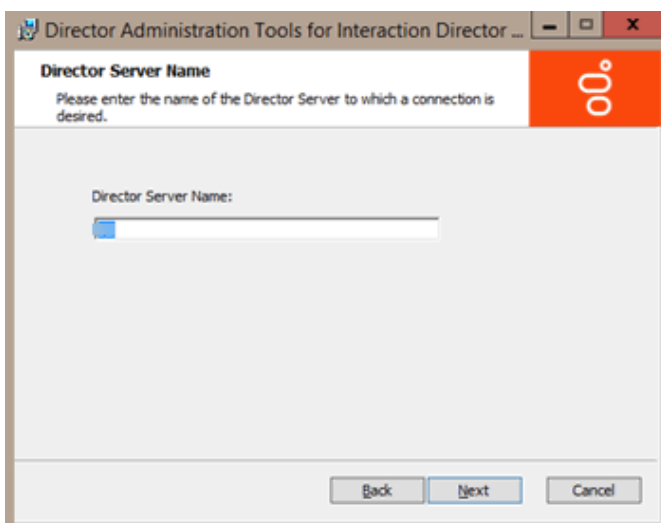 Director Administration Tools for Interaction Director ...
Director Server Name
Please enter the name of the Director Server to which a connection is
desired.
Director Server Name:
Back
Next
Cancel